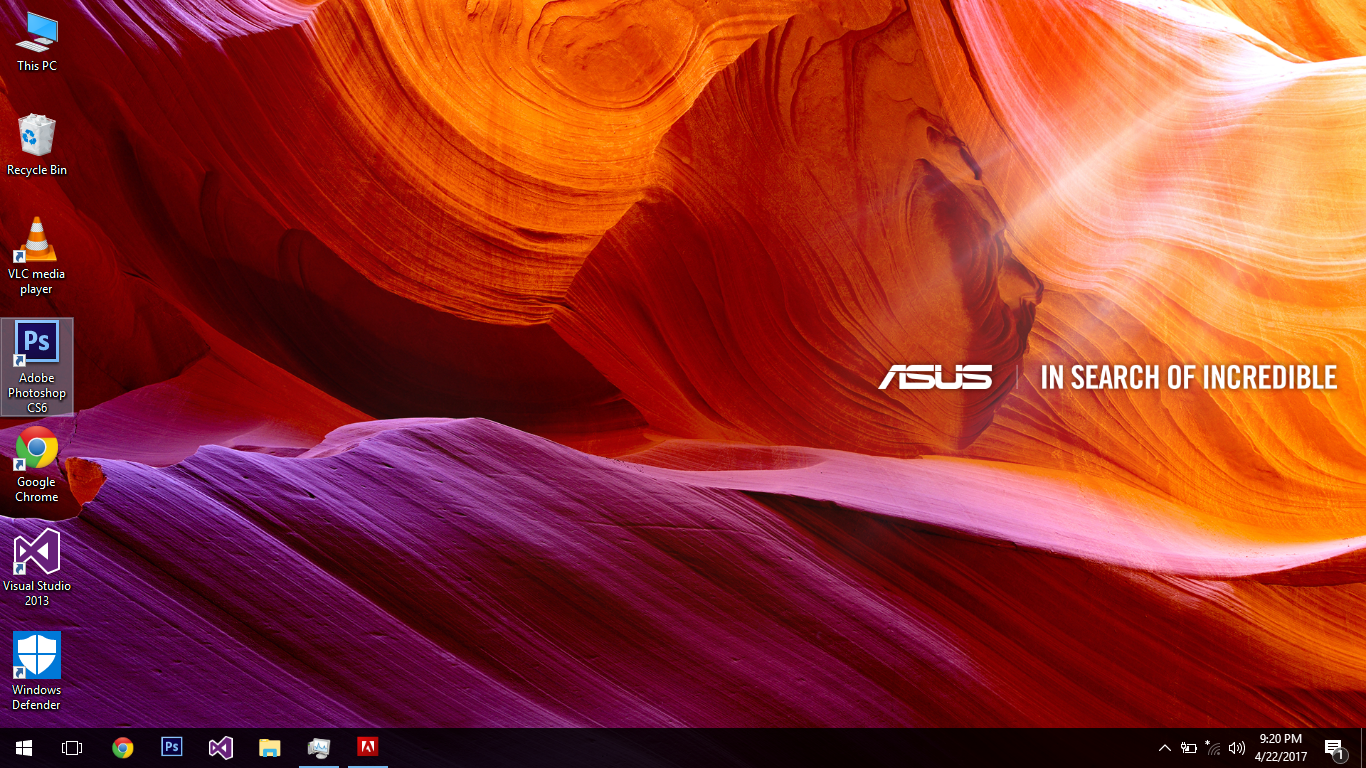 This PC
Recycle Bin
VLC media
player
Ps
Adobe
Photoshop
CS6
Google
Chrome
Visual Studio
2013
Windows
Defender
ASUS | IN SEARCH OF INCREDIBLE
Ps
9:20 PM
4/22/2017
1